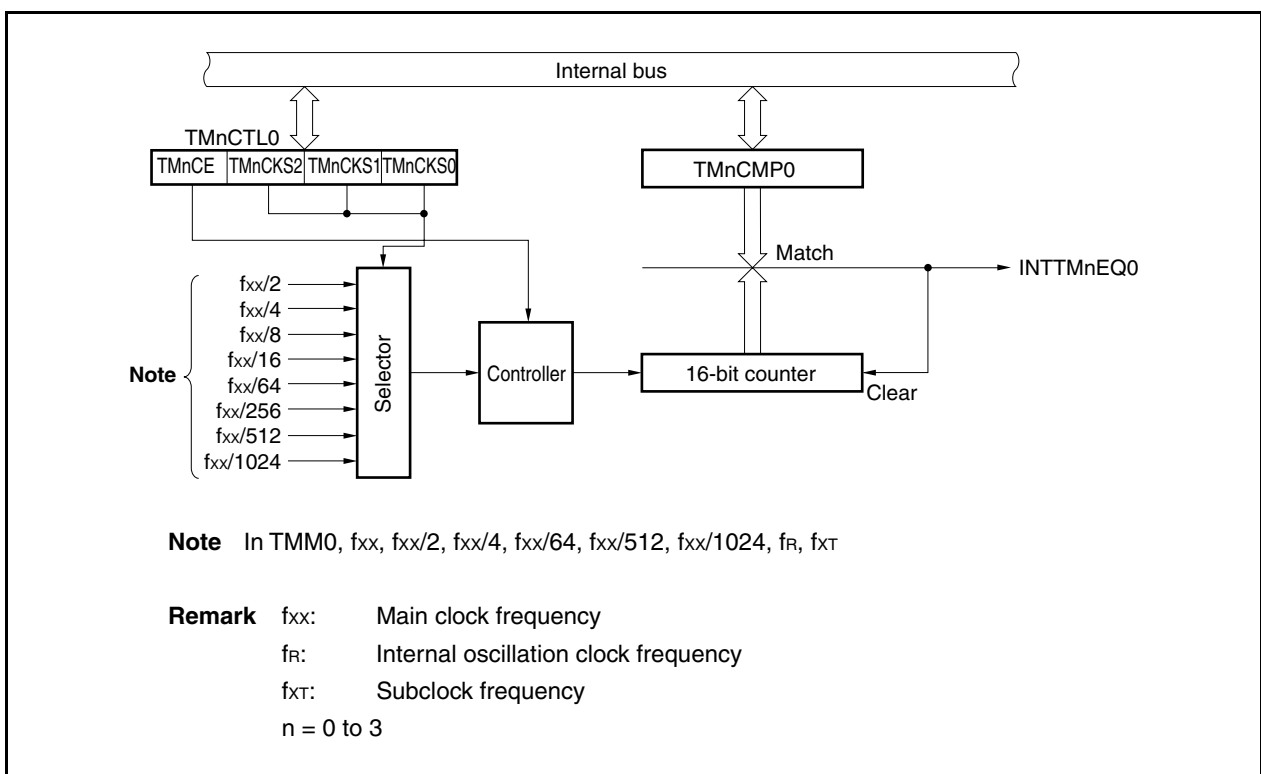 Internal bus
TMnCTL0
TMnCE TMnCKS2 TMnCKS1 TMnCKS0
TMnCMP0
Match
INTTMnEQ0
Note
fxx/2
fxx/4
fxx/8
fxx/16
fxx/64
fxx/256
fxx/512
fxx/1024
Selector
Controller
16-bit counter
Clear
Note In TMM0, fxx, fxx/2, fxx/4, fxx/64, fxx/512, fxx/1024, fR, fXT
Remark fxx: Main clock frequency
fR: Internal oscillation clock frequency
fXT: Subclock frequency
n = 0 to 3